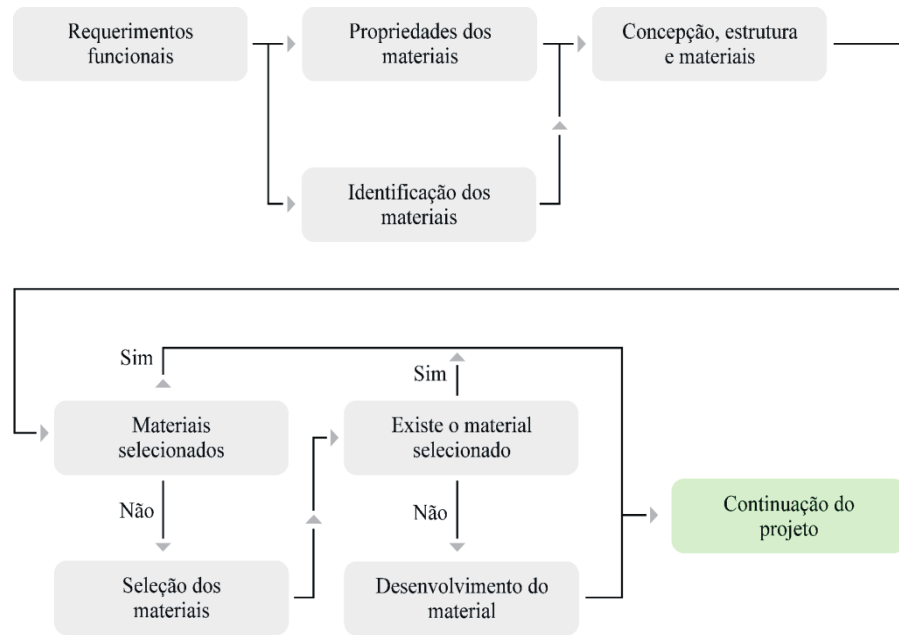 Requerimentos
funcionais
Propriedades dos
materiais
Concepção, estrutura
e materiais
Identificação dos
materiais
Sim
Sim
Materiais
selecionados
Existe o material
selecionado
Não
Não
Continuação do
projeto
Seleção dos
materiais
Desenvolvimento do
material